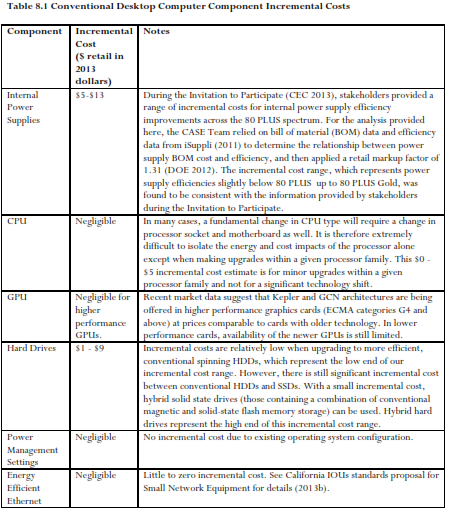 Table 8.1 Conventional Desktop Computer Component Incremental Costs
Component
Incremental
Cost
($ retail in
2013
dollars)
Notes
Internal
Power
Supplies
$5-$13
During the Invitation to Participate (CEC 2013), stakeholders provided a
range of incremental costs for internal power supply efficiency
improvements across the 80 PLUS spectrum. For the analysis provided
here, the CASE Team relied on bill of material (BOM) data and efficiency
data from iSuppli (2011) to determine the relationship between power
supply BOM cost and efficiency, and then applied a retail markup factor of
1.31 (DOE 2012). The incremental cost range, which represents power
supply efficiencies slightly below 80 PLUS up to 80 PLUS Gold, was
found to be consistent with the information provided by stakeholders
during the Invitation to Participate.
CPU
Negligible
In many cases, a fundamental change in CPU type will require a change in
processor socket and motherboard as well. It is therefore extremely
difficult to isolate the energy and cost impacts of the processor alone
except when making upgrades within a given processor family. This $0 -
$5 incremental cost estimate is for minor upgrades within a given
processor family and not for a significant technology shift.
GPU
Negligible for
higher
performance
GPUs.
Recent market data suggest that Kepler and GCN architectures are being
offered in higher performance graphics cards (ECMA categories G4 and
above) at prices comparable to cards with older technology. In lower
performance cards, availability of the newer GPUs is still limited.
Hard Drives
$1 - $9
Incremental costs are relatively low when upgrading to more efficient,
conventional spinning HDDs, which represent the low end of our
incremental cost range. However, there is still significant incremental cost
between conventional HDDs and SSDs. With a small incremental cost,
hybrid solid state drives (those containing a combination of conventional
magnetic and solid-state flash memory storage) can be used. Hybrid hard
drives represent the high end of this incremental cost range.
Power
Management
Settings
Negligible
No incremental cost due to existing operating system configuration.
Energy
Efficient
Ethernet
Negligible
Little to zero incremental cost. See California IOUs standards proposal for
Small Network Equipment for details (2013b).